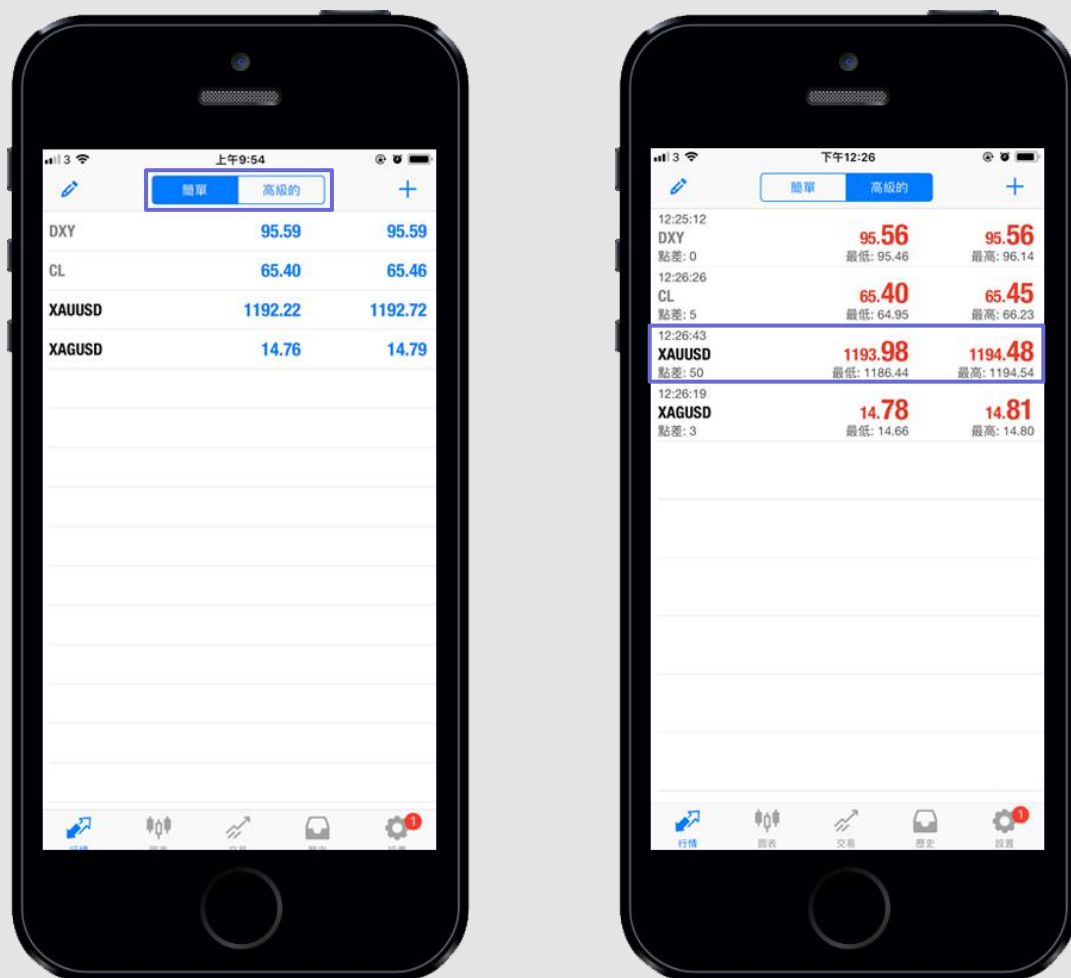 3
上午9:54
簡單
高級的
DXY 95.59 95.59
CL 65.40 65.46
XAUUSD 1192.22 1192.72
XAGUSD 14.76 14.79
1
3
下午12:26
簡單
高級的
12:25:12
DXY 95.56 95.56
點差: 0 最低: 95.46 最高: 96.14
12:26:26
CL 65.40 65.45
點差: 5 最低: 64.95 最高: 66.23
12:26:43
XAUUSD 1193.98 1194.48
點差: 50 最低: 1186.44 最高: 1194.54
12:26:19
XAGUSD 14.78 14.81
點差: 3 最低: 14.66 最高: 14.80
1
行情 圖表 交易 歷史 設置